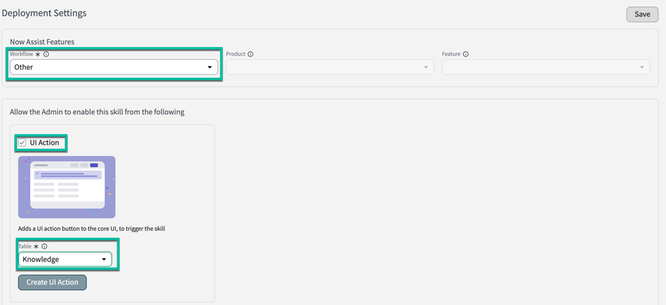 Deployment Settings
Save
Now Assist Features
Workflow * Product Feature
Other
Allow the Admin to enable this skill from the following
UI Action
Adds a UI action button to the core UI, to trigger the skill
Table *
Knowledge
Create UI Action